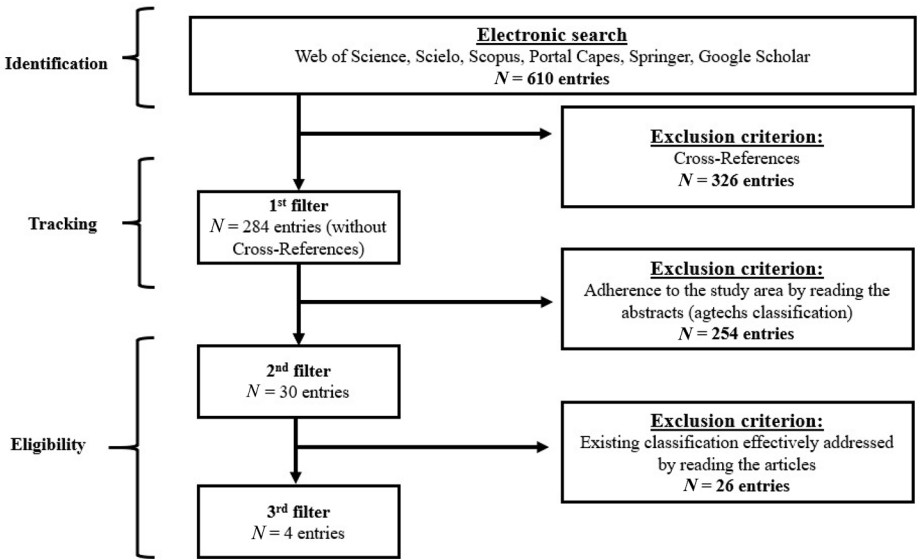 Identification
Electronic search
Web of Science, Scielo, Scopus, Portal Capes, Springer, Google Scholar
N = 610 entries
Exclusion criterion:
Cross-References
N = 326 entries
Tracking
1st filter
N = 284 entries (without
Cross-References)
Exclusion criterion:
Adherence to the study area by reading the
abstracts (agtechs classification)
N = 254 entries
Eligibility
2nd filter
N = 30 entries
Exclusion criterion:
Existing classification effectively addressed
by reading the articles
N = 26 entries
3rd filter
N = 4 entries